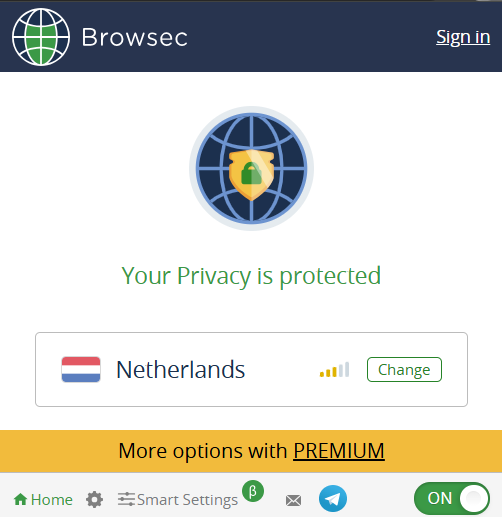 Browsec
Sign in
Your Privacy is protected
Netherlands
Change
More options with PREMIUM
Home
Smart Settings β
ON